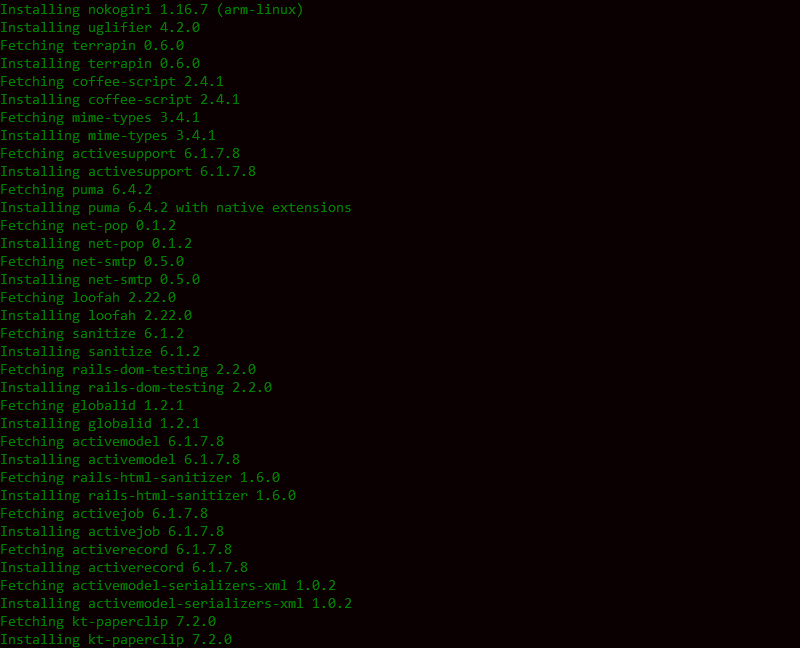 Installing nokogiri 1.16.7 (arm-linux)
Installing uglifier 4.2.0
Fetching terrapin 0.6.0
Installing terrapin 0.6.0
Fetching coffee-script 2.4.1
Installing coffee-script 2.4.1
Fetching mime-types 3.4.1
Installing mime-types 3.4.1
Fetching activesupport 6.1.7.8
Installing activesupport 6.1.7.8
Fetching puma 6.4.2
Installing puma 6.4.2 with native extensions
Fetching net-pop 0.1.2
Installing net-pop 0.1.2
Fetching net-smtp 0.5.0
Installing net-smtp 0.5.0
Fetching loofah 2.22.0
Installing loofah 2.22.0
Fetching sanitize 6.1.2
Installing sanitize 6.1.2
Fetching rails-dom-testing 2.2.0
Installing rails-dom-testing 2.2.0
Fetching globalid 1.2.1
Installing globalid 1.2.1
Fetching activemodel 6.1.7.8
Installing activemodel 6.1.7.8
Fetching rails-html-sanitizer 1.6.0
Installing rails-html-sanitizer 1.6.0
Fetching activejob 6.1.7.8
Installing activejob 6.1.7.8
Fetching activerecord 6.1.7.8
Installing activerecord 6.1.7.8
Fetching activemodel-serializers-xml 1.0.2
Installing activemodel-serializers-xml 1.0.2
Fetching kt-paperclip 7.2.0
Installing kt-paperclip 7.2.0